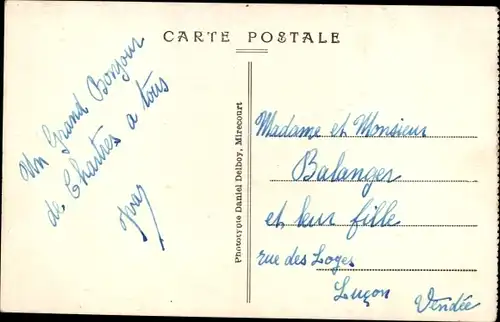 CARTE POSTALE
Un Grand Bonjour
de Chartres a tous
Phototypie Daniel Delboy, Mirecourt
Madame et Monsieur
Balanger
et leur fille
rue des Loges
Luçon Vendée